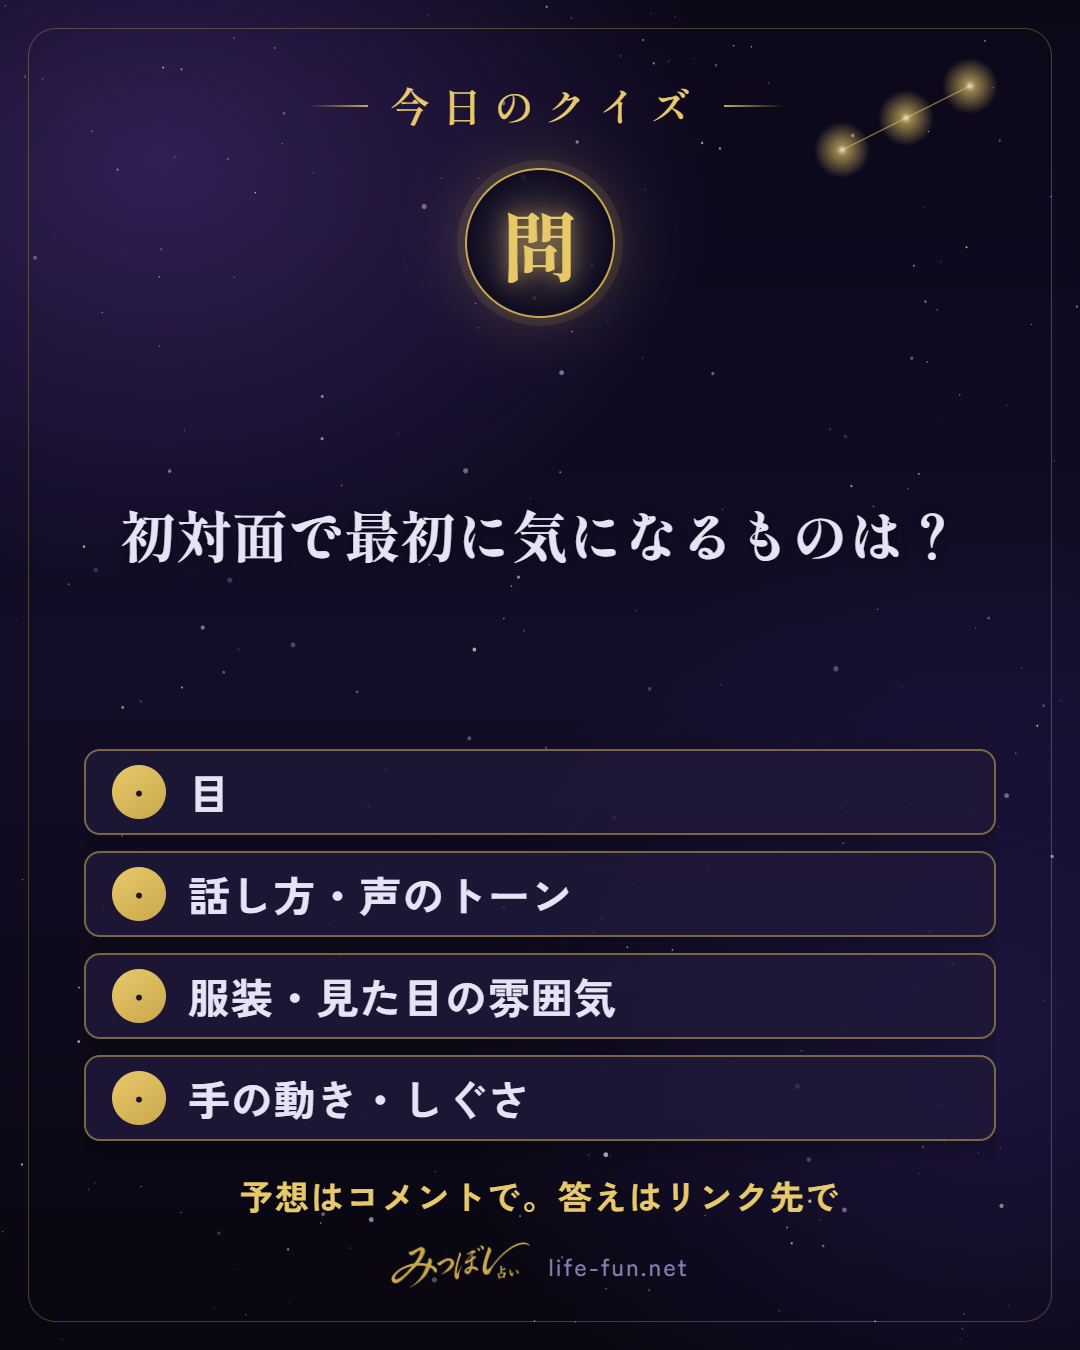 今日のクイズ
問
初対面で最初に気になるものは？
・ 目
・ 話し方・声のトーン
・ 服装・見た目の雰囲気
・ 手の動き・しぐさ
予想はコメントで。答えはリンク先で
みつぼし占い life-fun.net